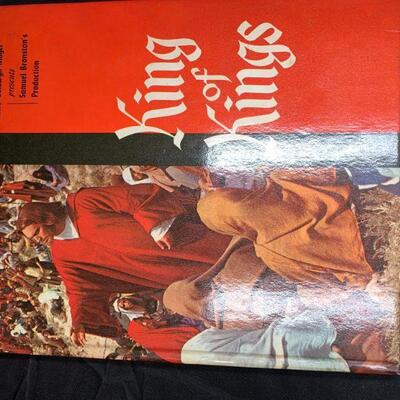 presents
Samuel Bronston's
Production
King
of
Kings